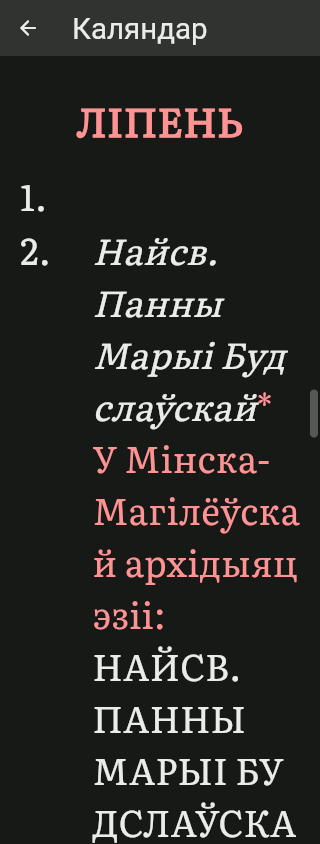 Каляндар
ЛІПЕНЬ
1.
2. Найсв.
Панны
Марыі Буд
слаўскай*
У Мінска-
Магілёўска
й архідыяц
эзіі:
НАЙСВ.
ПАННЫ
МАРЫІ БУ
ДСЛАЎСКА